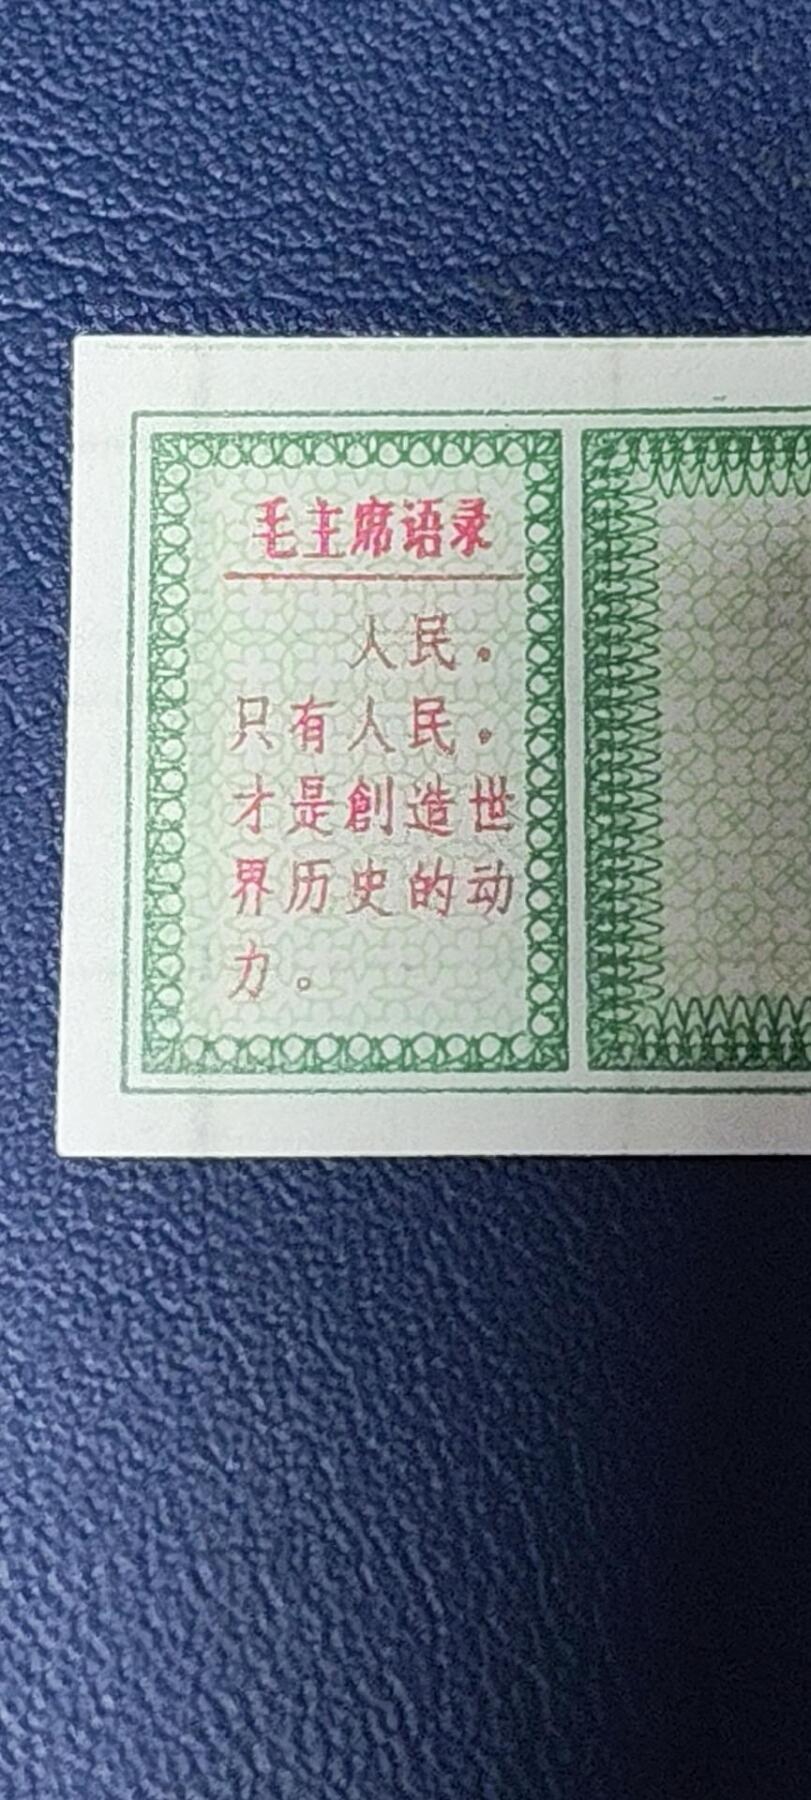 毛主席语录
人民．
只有人民．
才是創造世
界历史的动
力。